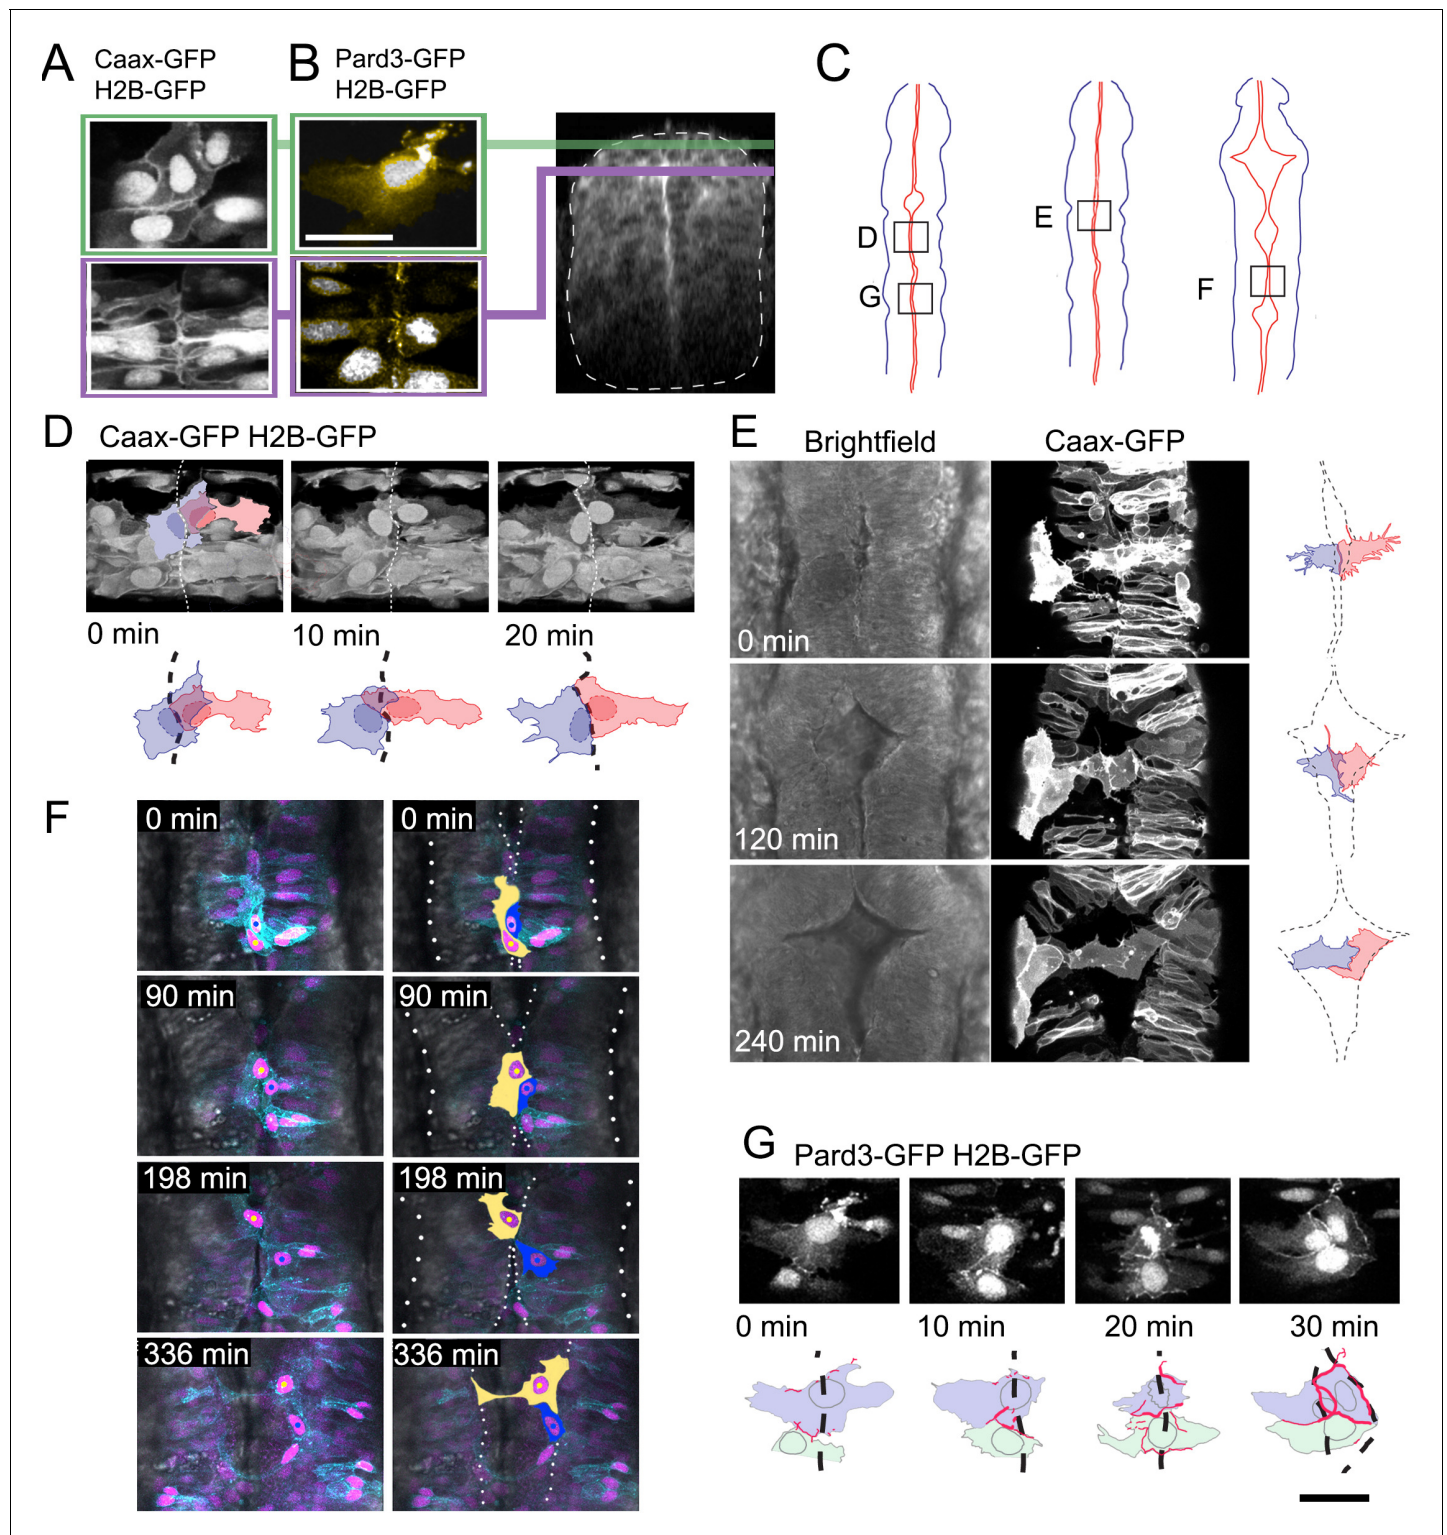 A
Caax-GFP
H2B-GFP
B
Pard3-GFP
H2B-GFP
C
D
G
E
F
D
Caax-GFP H2B-GFP
0 min
10 min
20 min
E
Brightfield
Caax-GFP
0 min
120 min
240 min
F
0 min
0 min
90 min
90 min
198 min
198 min
336 min
336 min
G
Pard3-GFP H2B-GFP
0 min
10 min
20 min
30 min